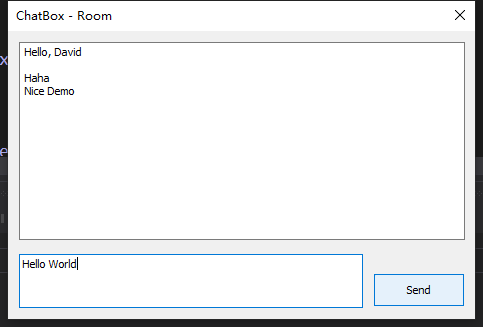 ChatBox - Room
Hello, David
Haha
Nice Demo
Hello World
Send